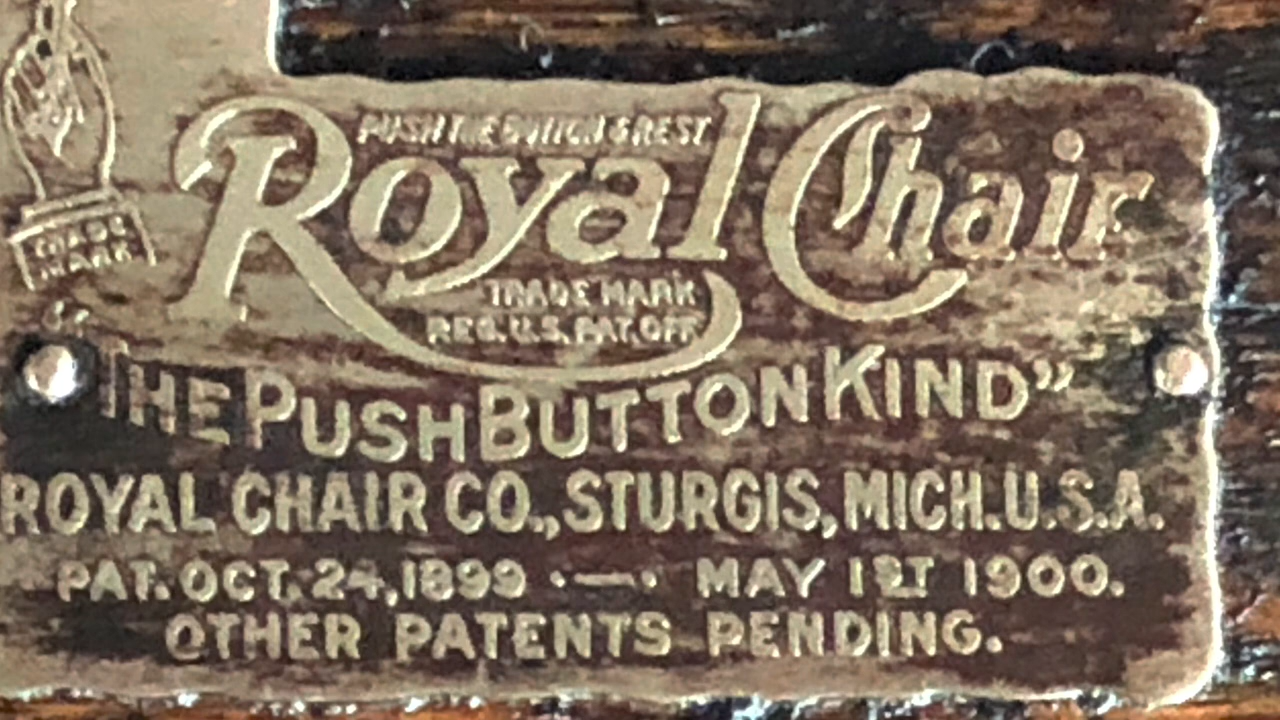 PUSH THE BUTTON & REST
Royal Chair
TRADE MARK
REG. U.S. PAT. OFF
TRADE
MARK
"THE PUSH BUTTON KIND"
ROYAL CHAIR CO., STURGIS, MICH. U.S.A.
PAT. OCT. 24, 1899 ·—· MAY 1ST 1900.
OTHER PATENTS PENDING.